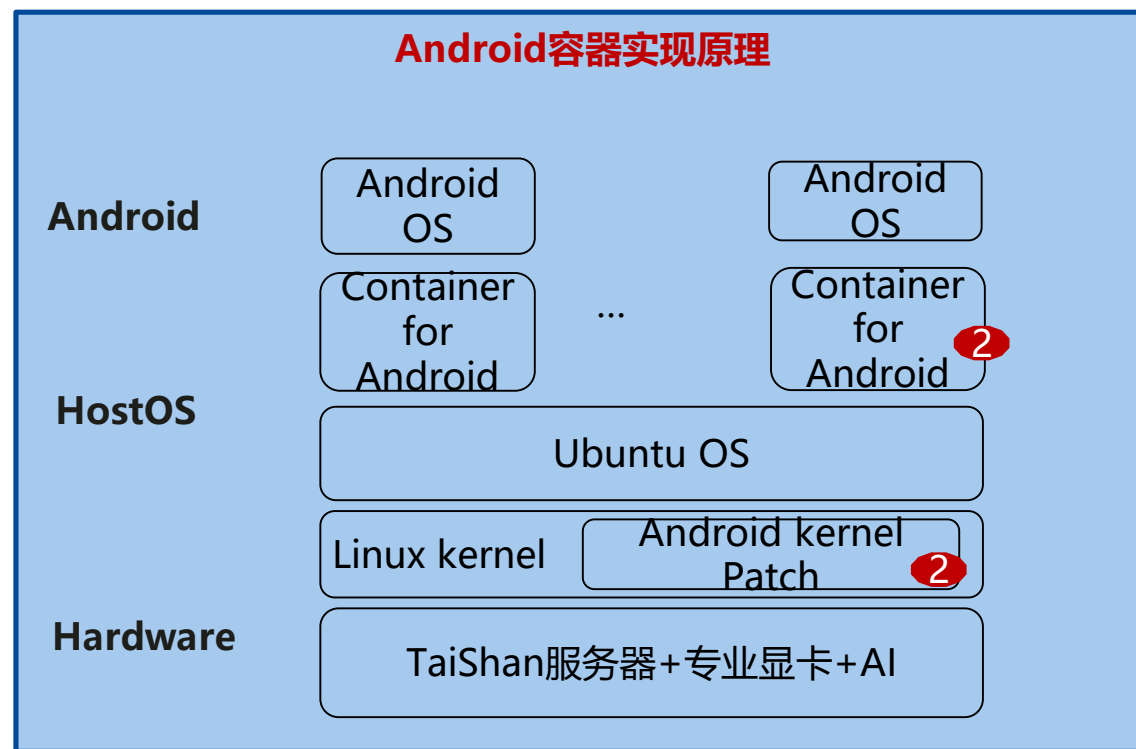 Android容器实现原理
Android
Android
OS
Android
OS
Container
for
Android
...
Container
for
Android
2
HostOS
Ubuntu OS
Linux kernel
Android kernel
Patch
2
Hardware
TaiShan服务器+专业显卡+AI